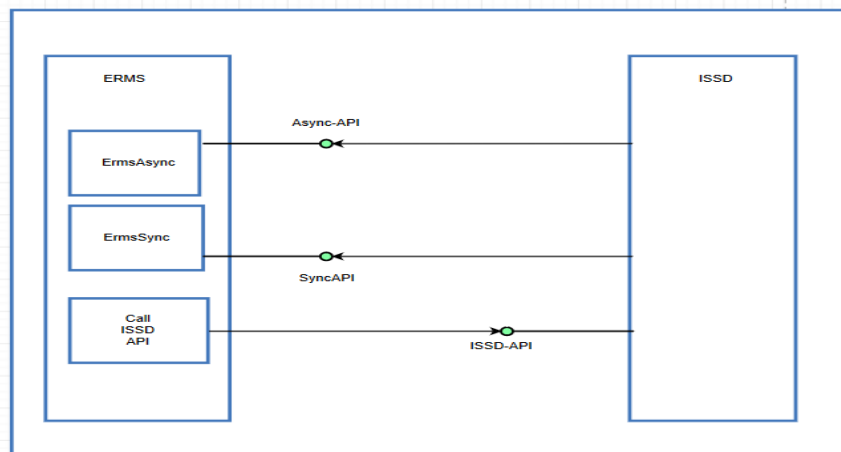 ERMS
ISSD
Async-API
ErmsAsync
ErmsSync
SyncAPI
Call
ISSD
API
ISSD-API